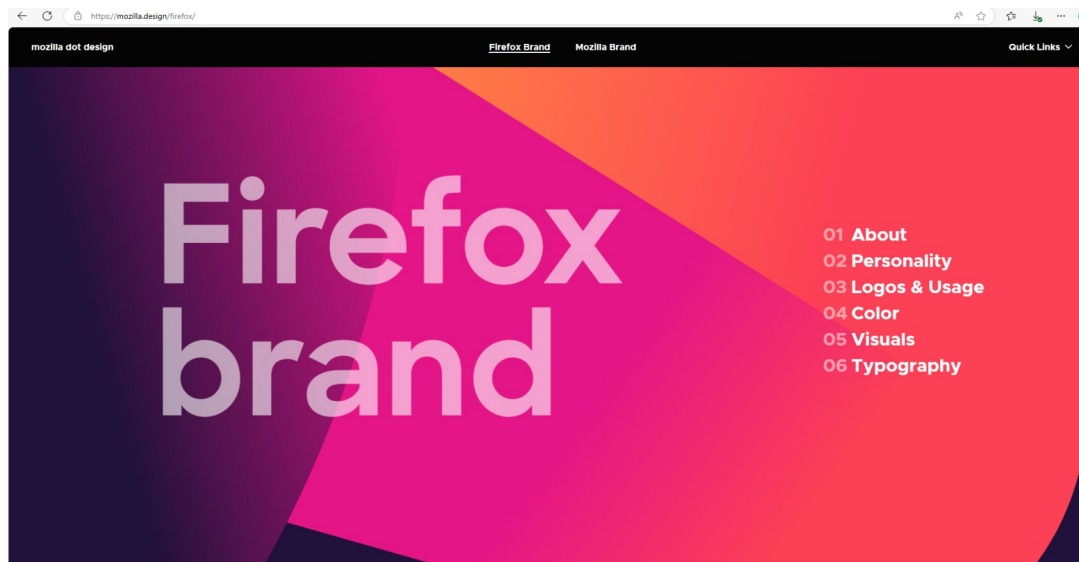 https://mozilla.design/firefox/
mozilla dot design
Firefox Brand
Mozilla Brand
Quick Links
Firefox
brand
01 About
02 Personality
03 Logos & Usage
04 Color
05 Visuals
06 Typography